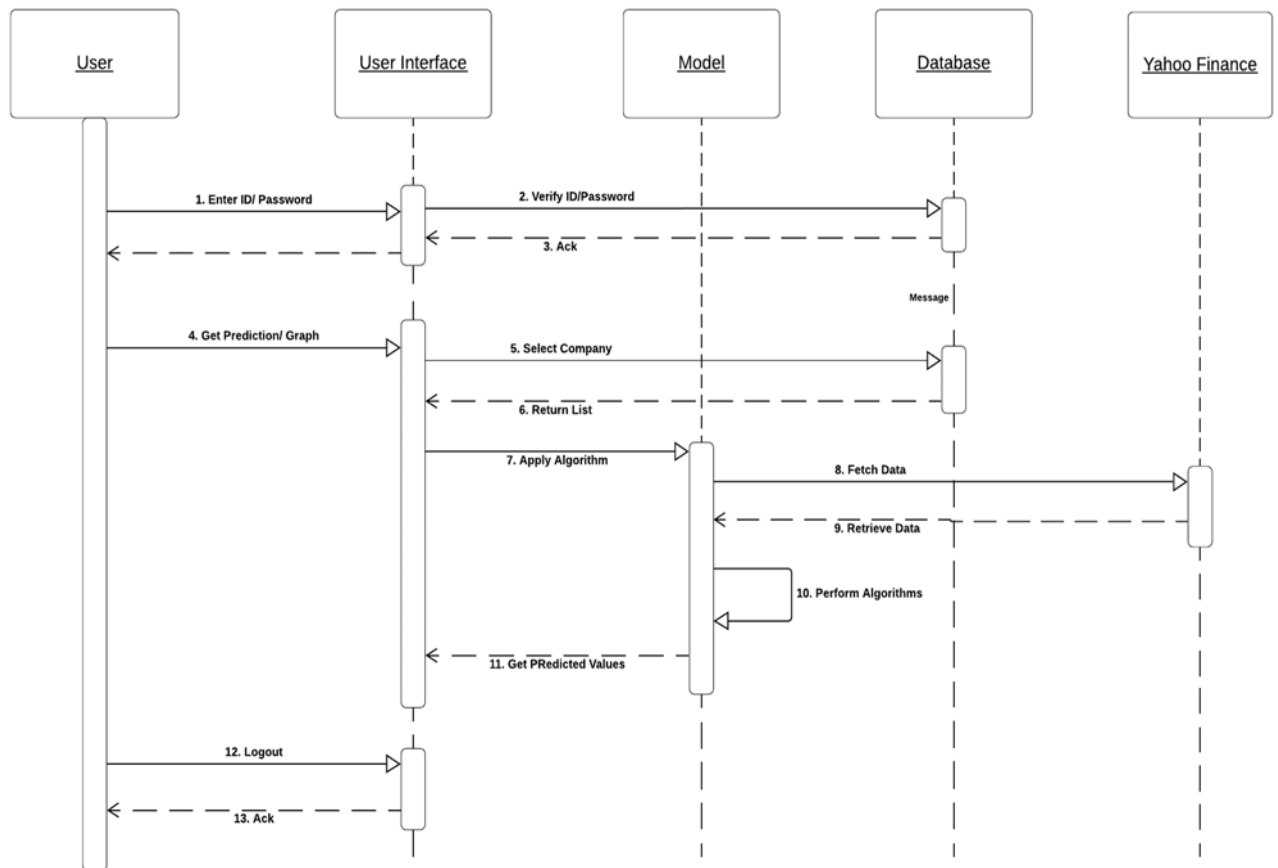 User
User Interface
Model
Database
Yahoo Finance
1. Enter ID/ Password
2. Verify ID/Password
3. Ack
Message
4. Get Prediction/ Graph
5. Select Company
6. Return List
7. Apply Algorithm
8. Fetch Data
9. Retrieve Data
10. Perform Algorithms
11. Get PRedicted Values
12. Logout
13. Ack